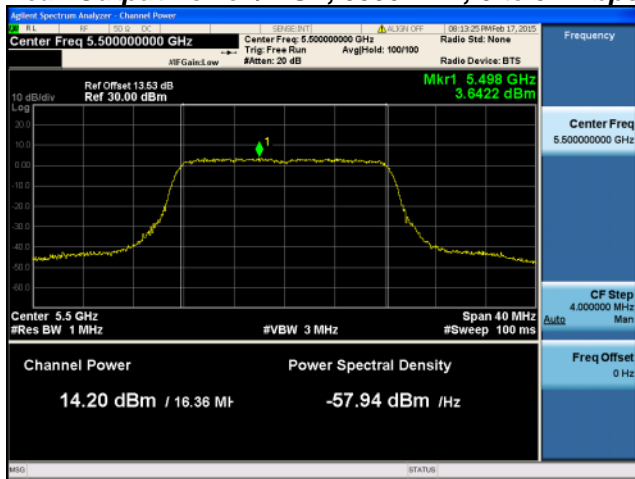 Agilent Spectrum Analyzer - Channel Power
RL RF 50 Ω DC SENSE:INT ALIGN OFF 08:13:25 PM Feb 17, 2015
Center Freq 5.500000000 GHz
Center Freq: 5.500000000 GHz
Radio Std: None
Trig: Free Run Avg|Hold: 100/100
#IFGain:Low #Atten: 20 dB Radio Device: BTS
Frequency
Ref Offset 13.53 dB
Mkr1 5.498 GHz
10 dB/div Ref 30.00 dBm
3.6422 dBm
Log
20.0
10.0
0.00
-10.0
-20.0
-30.0
-40.0
-50.0
-60.0
1
Center 5.5 GHz Span 40 MHz
#Res BW 1 MHz #VBW 3 MHz #Sweep 100 ms
Channel Power Power Spectral Density
14.20 dBm / 16.36 MH -57.94 dBm /Hz
Center Freq
5.500000000 GHz
CF Step
4.000000 MHz
Auto Man
Freq Offset
0 Hz
MSG STATUS